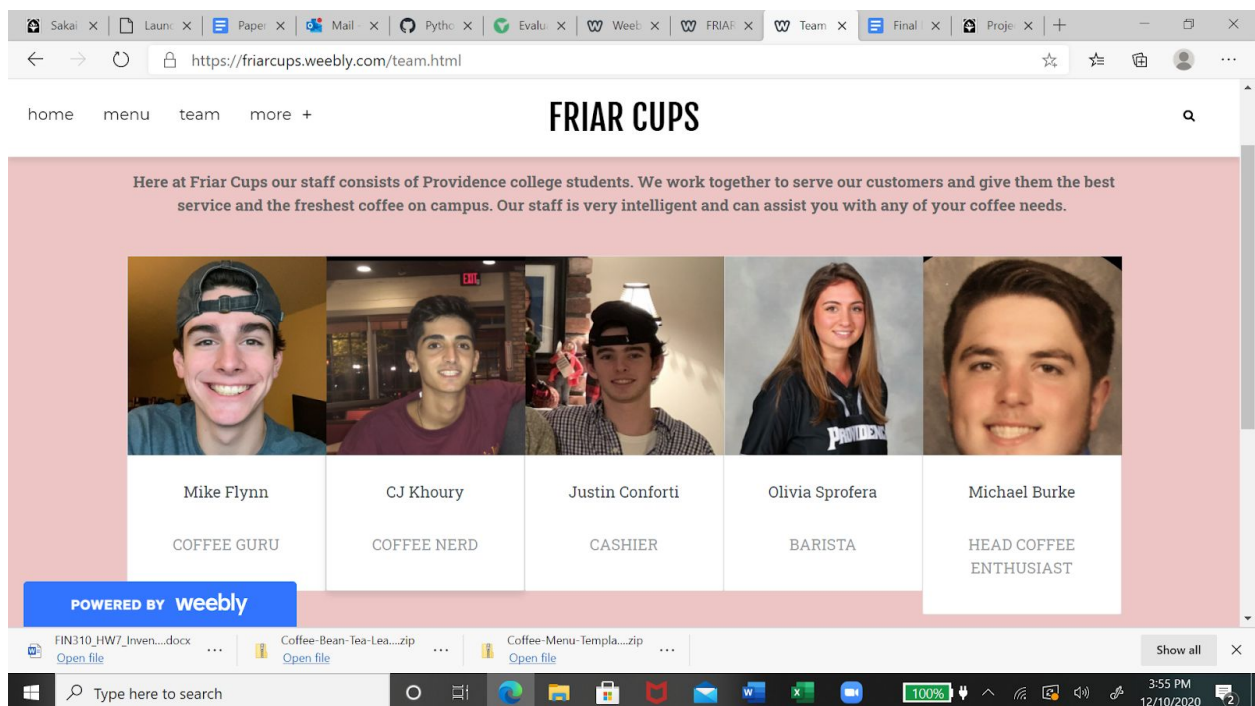 Sakai
Laun
Paper
Mail -
Pytho
Evalu
Weeb
FRIAR
Team
Final
Proje
https://friarcups.weebly.com/team.html
home menu team more +
FRIAR CUPS
Here at Friar Cups our staff consists of Providence college students. We work together to serve our customers and give them the best
service and the freshest coffee on campus. Our staff is very intelligent and can assist you with any of your coffee needs.
EXIT
PROVIDENC
Mike Flynn
CJ Khoury
Justin Conforti
Olivia Sprofera
Michael Burke
COFFEE GURU
COFFEE NERD
CASHIER
BARISTA
HEAD COFFEE
ENTHUSIAST
POWERED BY weebly
FIN310_HW7_Inven....docx
Open file
Coffee-Bean-Tea-Lea....zip
Open file
Coffee-Menu-Templa....zip
Open file
Show all
Type here to search
100%
3:55 PM
12/10/2020
2